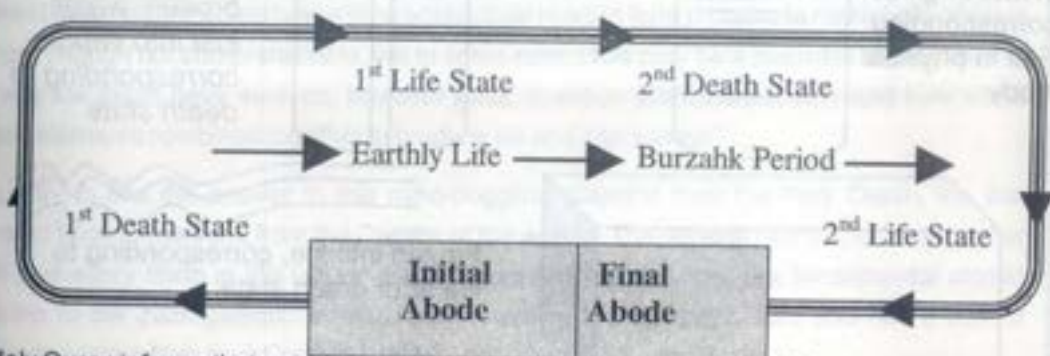 1st Life State 2nd Death State
Earthly Life Burzahk Period
1st Death State 2nd Life State
Initial Final
Abode Abode